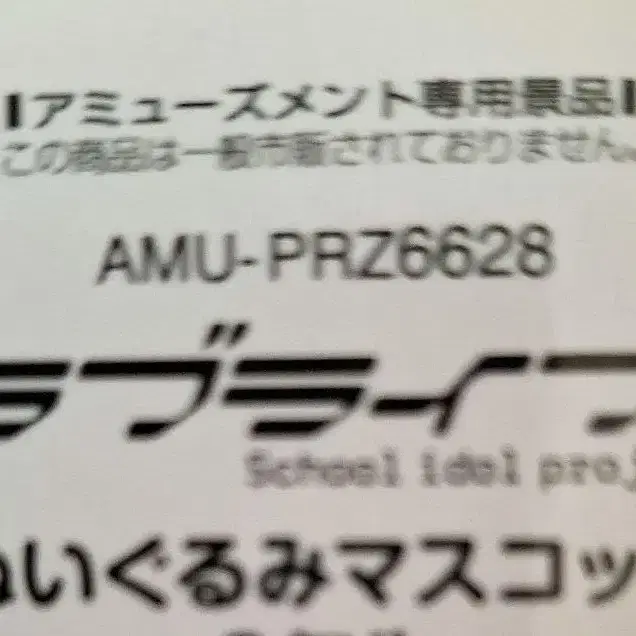 アミューズメント専用景品
この商品は一般市販されておりません。
AMU-PRZ6628
ラブライブ
School idol proj
ぬいぐるみマスコッ